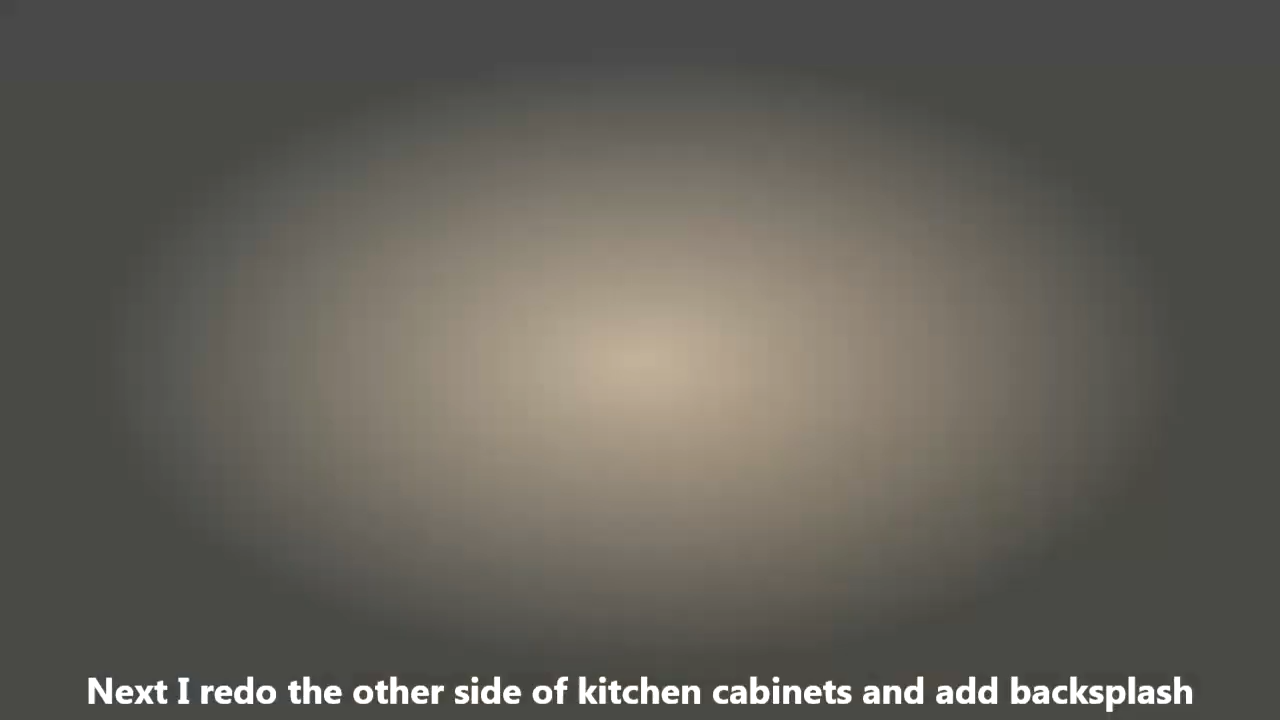 Next I redo the other side of kitchen cabinets and add backsplash